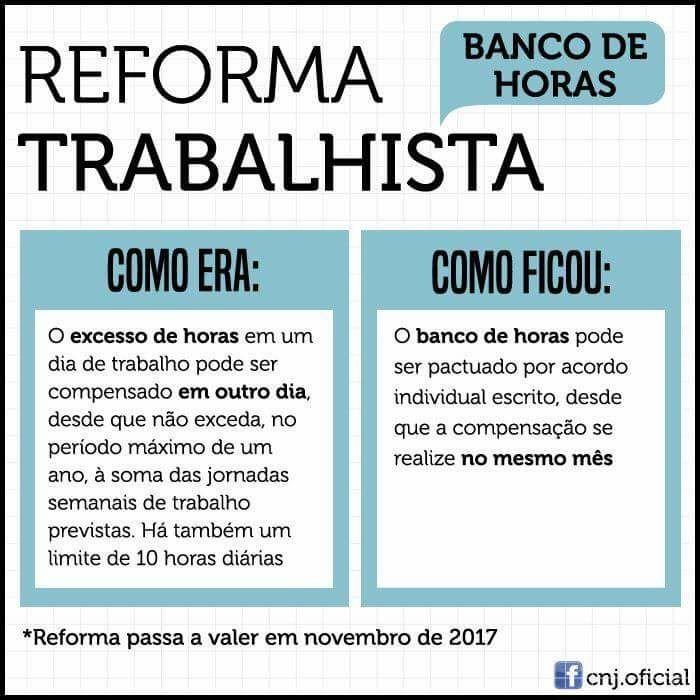 REFORMA
TRABALHISTA
BANCO DE
HORAS
COMO ERA:
O excesso de horas em um
dia de trabalho pode ser
compensado em outro dia,
desde que não exceda, no
período máximo de um
ano, à soma das jornadas
semanais de trabalho
previstas. Há também um
limite de 10 horas diárias
COMO FICOU:
O banco de horas pode
ser pactuado por acordo
individual escrito, desde
que a compensação se
realize no mesmo mês
*Reforma passa a valer em novembro de 2017
f cnj.oficial